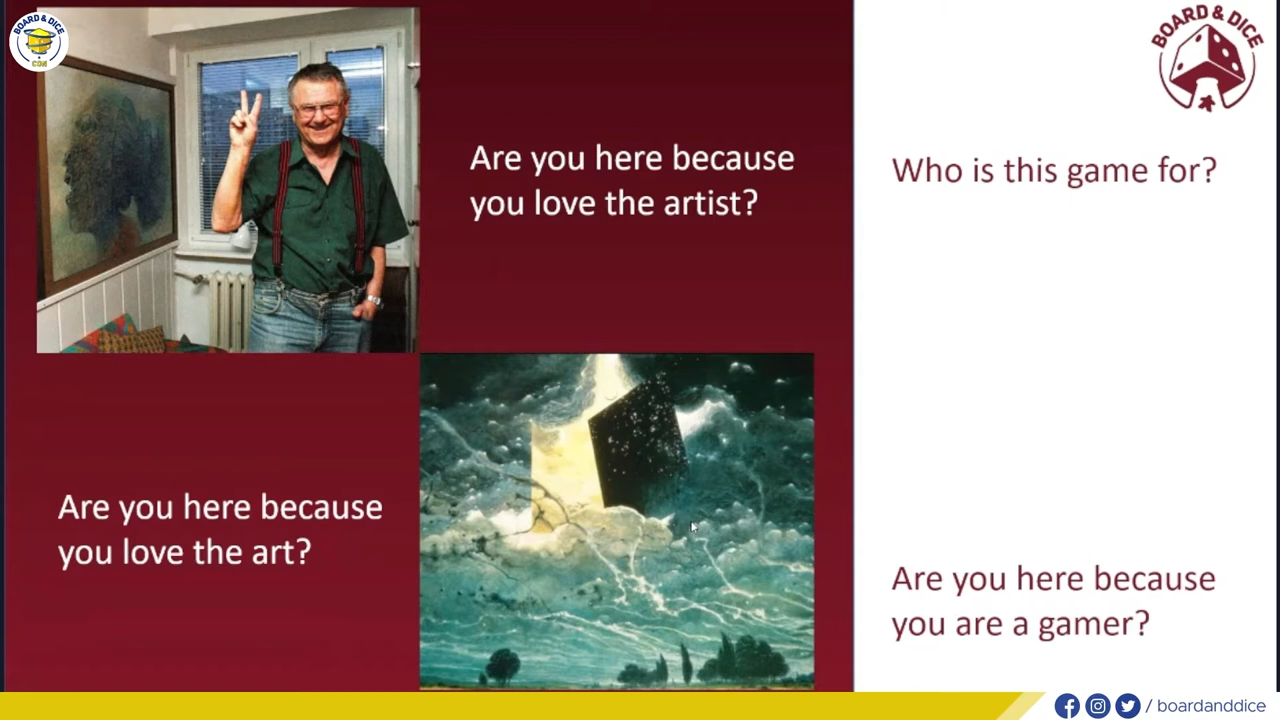 BOARD & DICE
CON
BOARD & DICE
Are you here because
you love the artist?
Who is this game for?
Are you here because
you love the art?
Are you here because
you are a gamer?
/ boardanddice